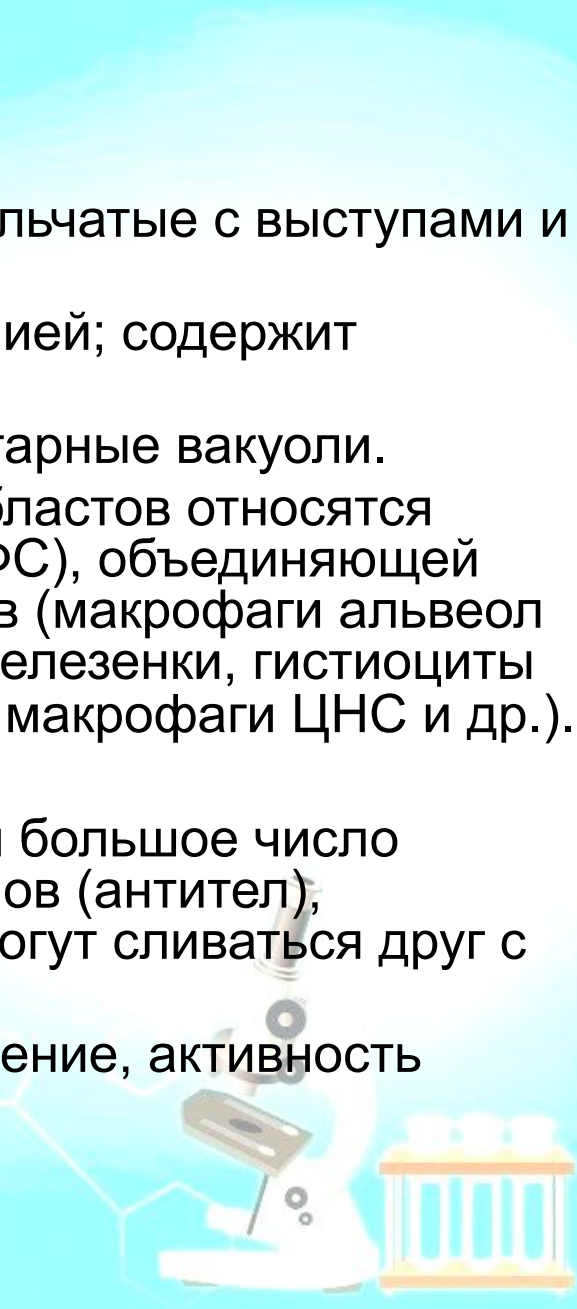 льчатые с выступами и
ией; содержит
тарные вакуоли.
бластов относятся
ФС), объединяющей
в (макрофаги альвеол
елезенки, гистиоциты
макрофаги ЦНС и др.).
большое число
ов (антител),
огут сливаться друг с
ение, активность